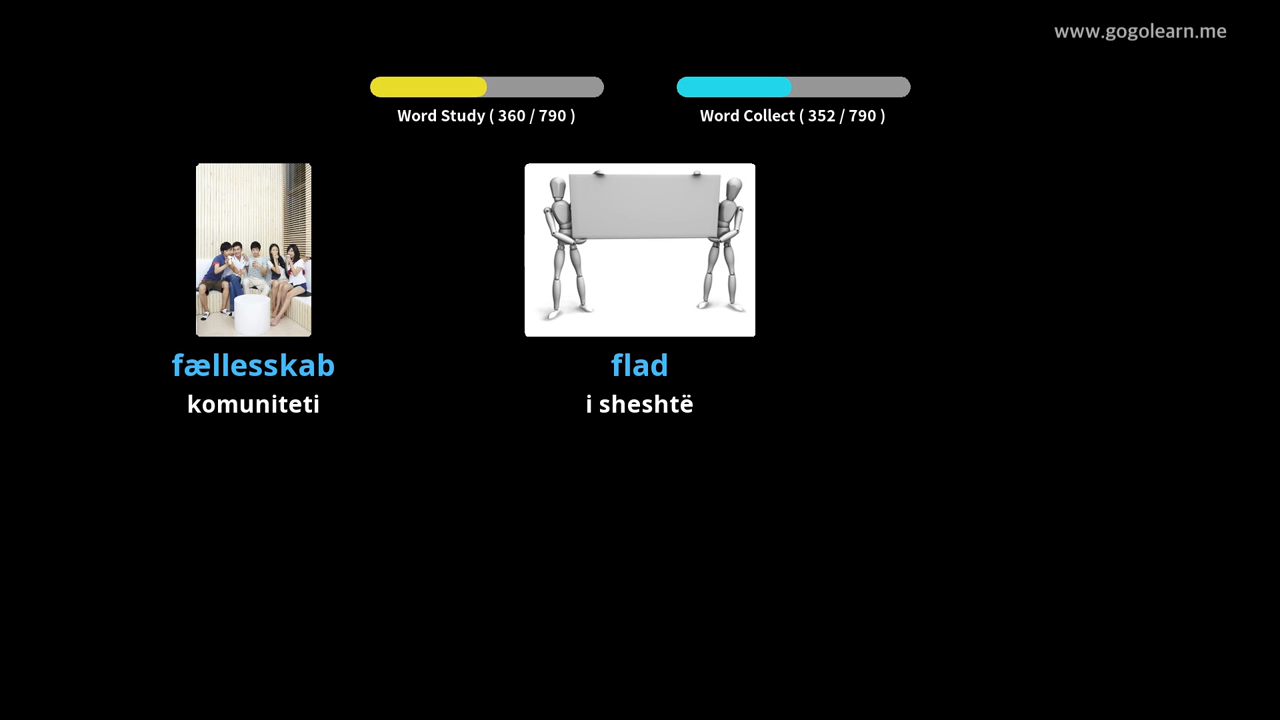 www.gogolearn.me
Word Study ( 360 / 790 )
Word Collect ( 352 / 790 )
fællesskab
komuniteti
flad
i sheshtë